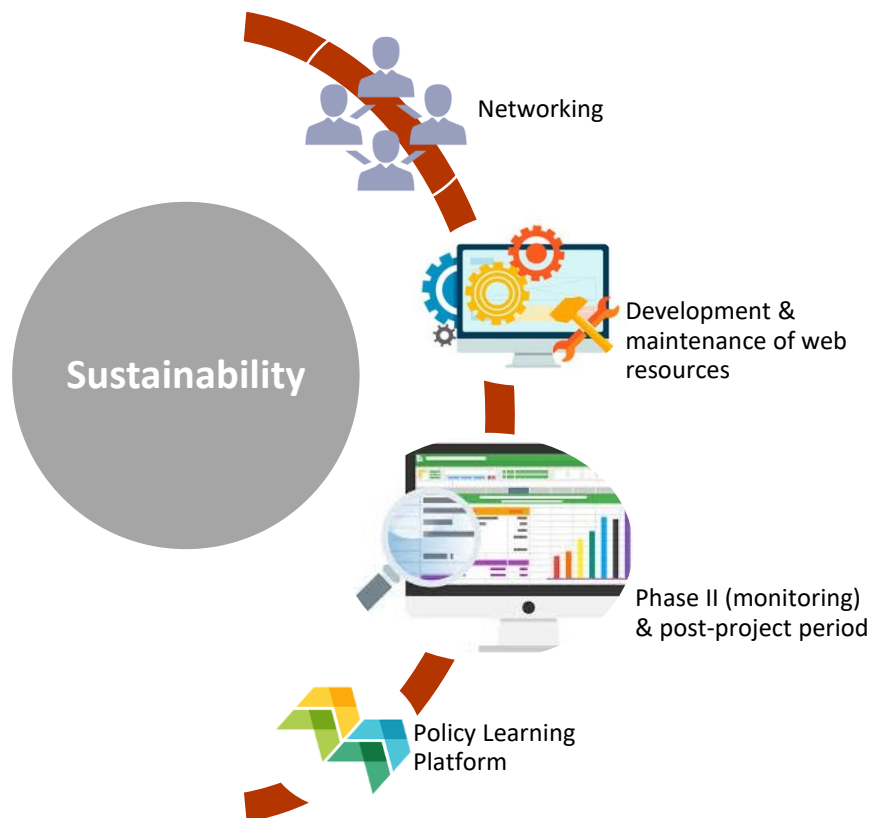 Networking
Development &
maintenance of web
resources
Sustainability
Phase II (monitoring)
& post-project period
Policy Learning
Platform